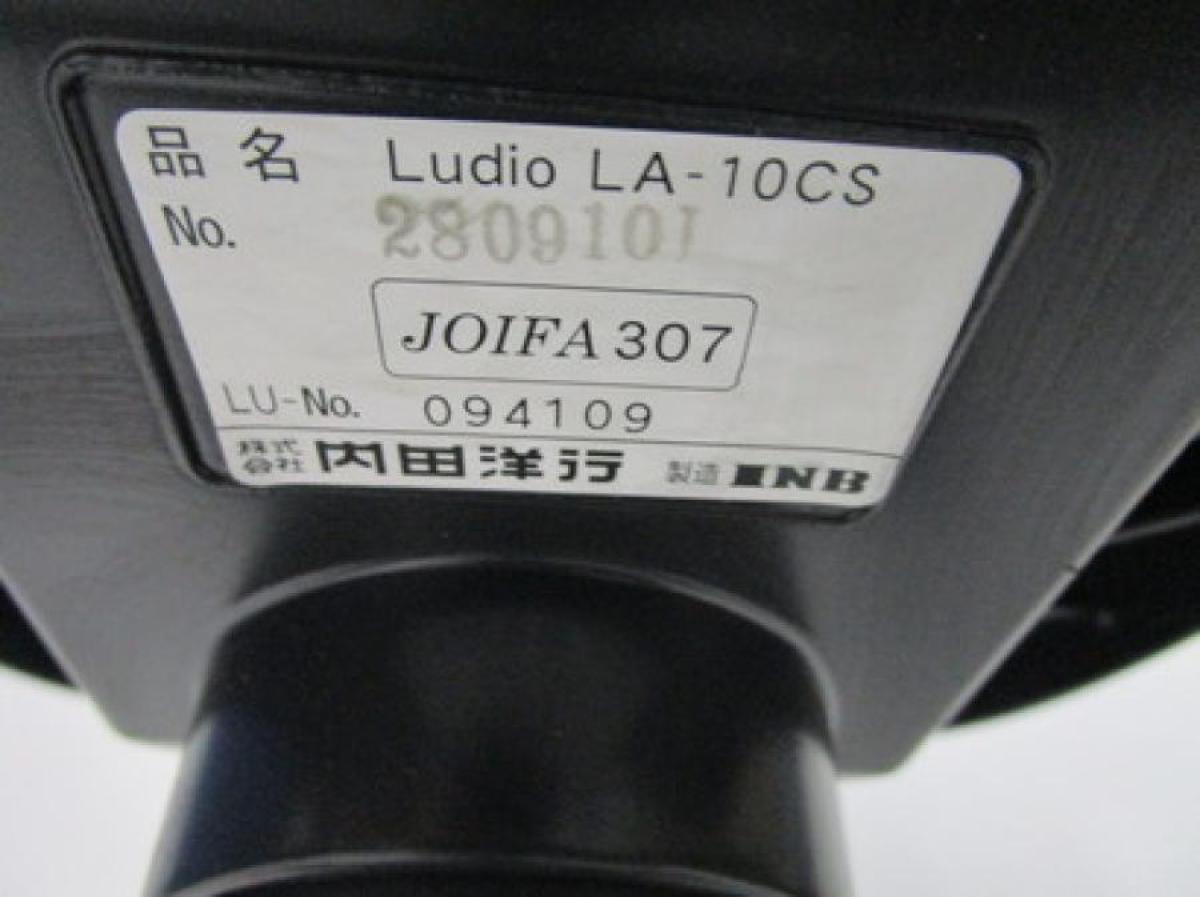 品名 Ludio LA-10CS
No. 2809101
JOIFA 307
LU-No. 094109
株式会社 内田洋行 製造 INB